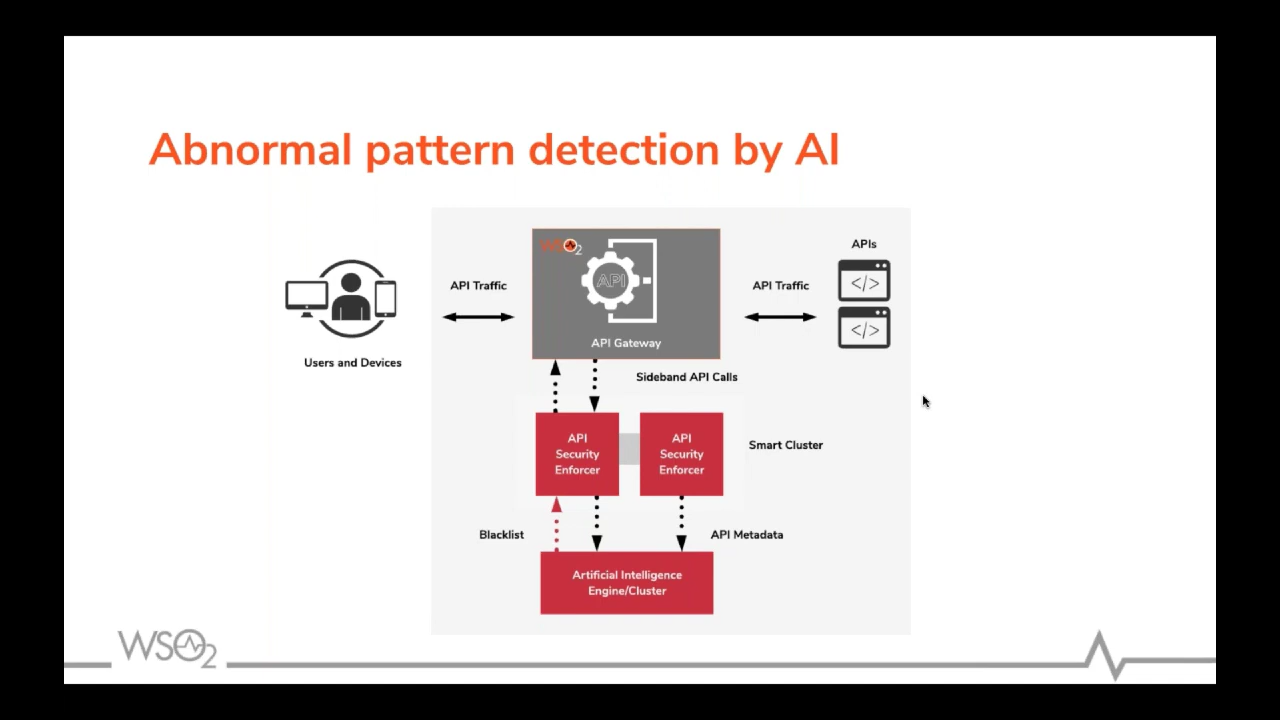 Abnormal pattern detection by AI
WSO2
API
API Gateway
API Traffic
API Traffic
APIs
</>
</>
Users and Devices
Sideband API Calls
API
Security
Enforcer
API
Security
Enforcer
Smart Cluster
Blacklist
API Metadata
Artificial Intelligence
Engine/Cluster
WSO2